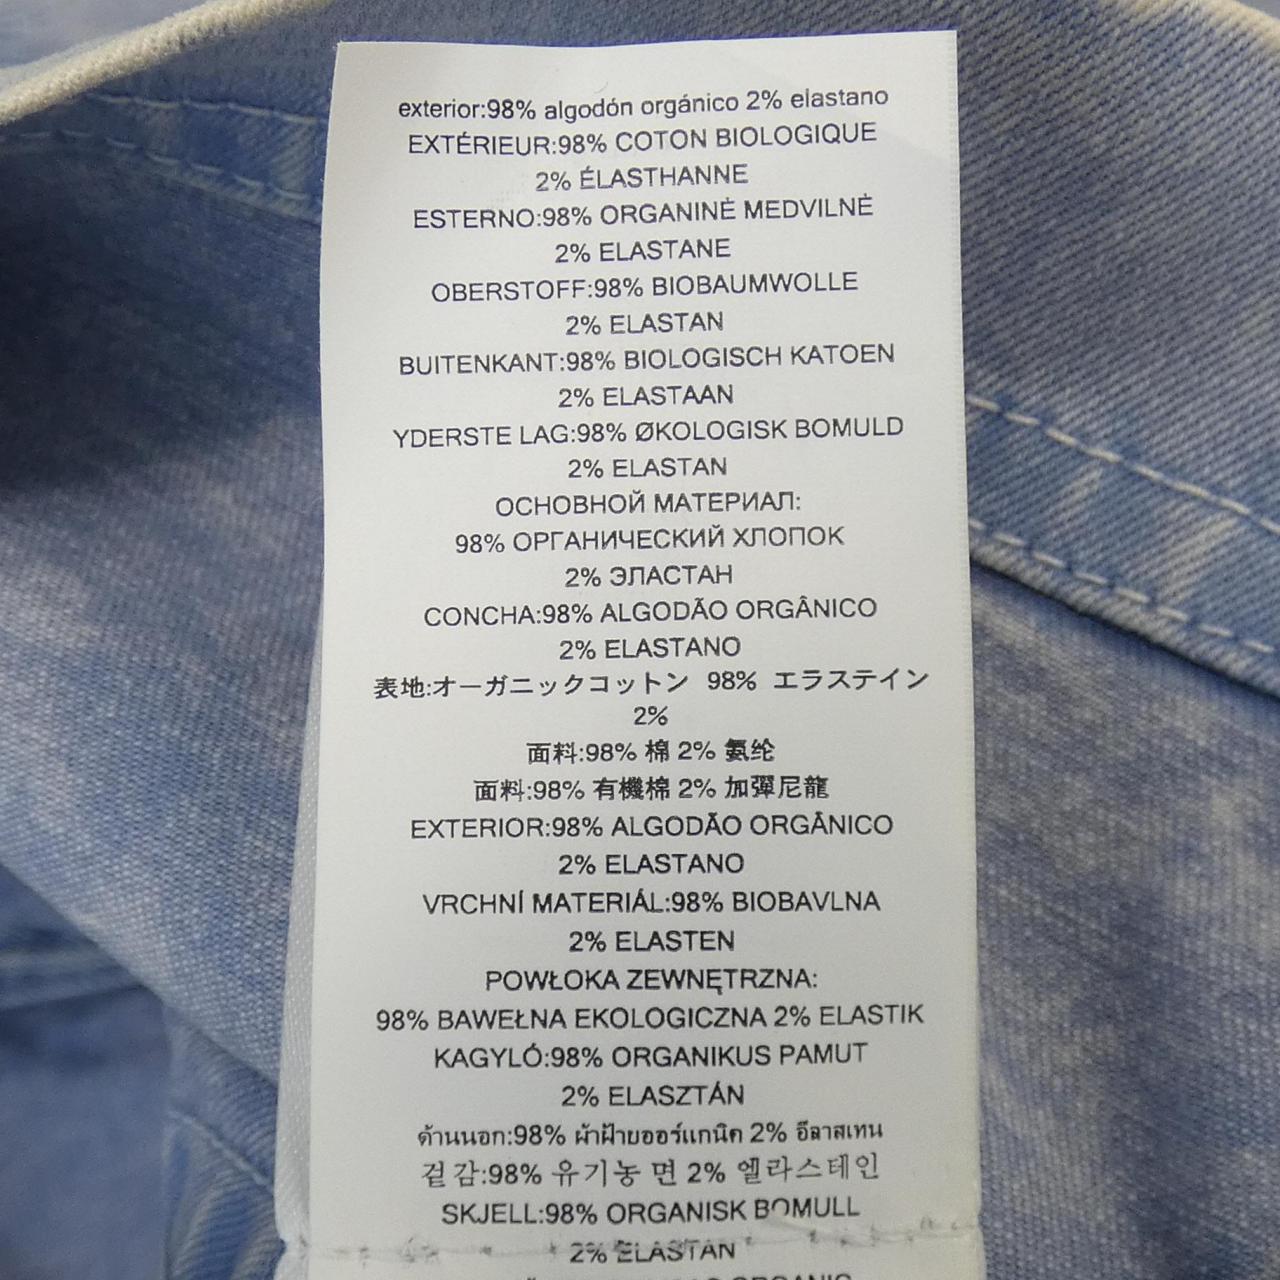 exterior:98% algodón orgánico 2% elastano
EXTÉRIEUR:98% COTON BIOLOGIQUE
2% ÉLASTHANNE
ESTERNO:98% ORGANINĖ MEDVILNĖ
2% ELASTANE
OBERSTOFF:98% BIOBAUMWOLLE
2% ELASTAN
BUITENKANT:98% BIOLOGISCH KATOEN
2% ELASTAAN
YDERSTE LAG:98% ØKOLOGISK BOMULD
2% ELASTAN
ОСНОВНОЙ МАТЕРИАЛ:
98% ОРГАНИЧЕСКИЙ ХЛОПОК
2% ЭЛАСТАН
CONCHA:98% ALGODÃO ORGÂNICO
2% ELASTANO
表地:オーガニックコットン 98% エラステイン
2%
面料:98% 棉 2% 氨纶
面料:98% 有機棉 2% 加彈尼龍
EXTERIOR:98% ALGODÃO ORGÂNICO
2% ELASTANO
VRCHNÍ MATERIÁL:98% BIOBAVLNA
2% ELASTEN
POWŁOKA ZEWNĘTRZNA:
98% BAWEŁNA EKOLOGICZNA 2% ELASTIK
KAGYLÓ:98% ORGANIKUS PAMUT
2% ELASZTÁN
ด้านนอก:98% ผ้าฝ้ายออร์แกนิค 2% อีลาสเทน
겉감:98% 유기농 면 2% 엘라스테인
SKJELL:98% ORGANISK BOMULL
2% ELASTAN